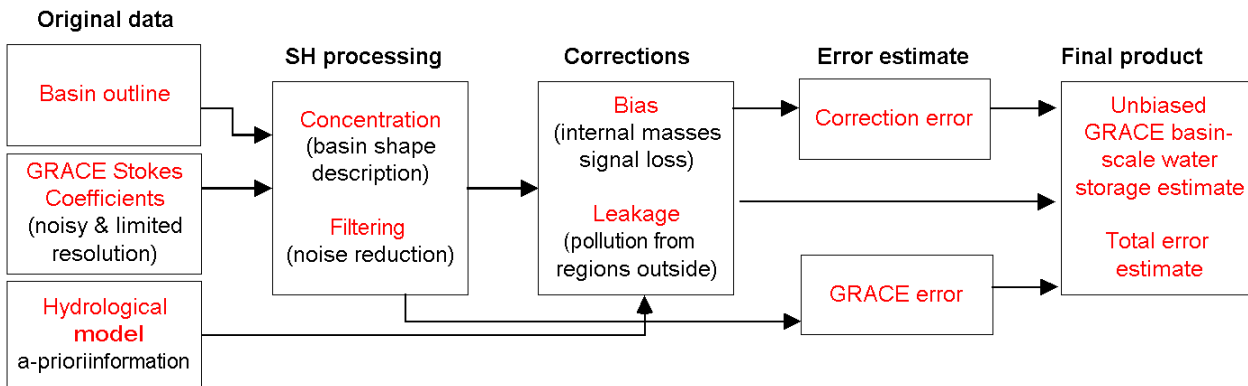 Original data
Basin outline
GRACE Stokes
Coefficients
(noisy & limited
resolution)
Hydrological
model
a-prioriinformation
SH processing
Concentration
(basin shape
description)
Filtering
(noise reduction)
Corrections
Bias
(internal masses
signal loss)
Leakage
(pollution from
regions outside)
Error estimate
Correction error
GRACE error
Final product
Unbiased
GRACE basin-
scale water
storage estimate
Total error
estimate